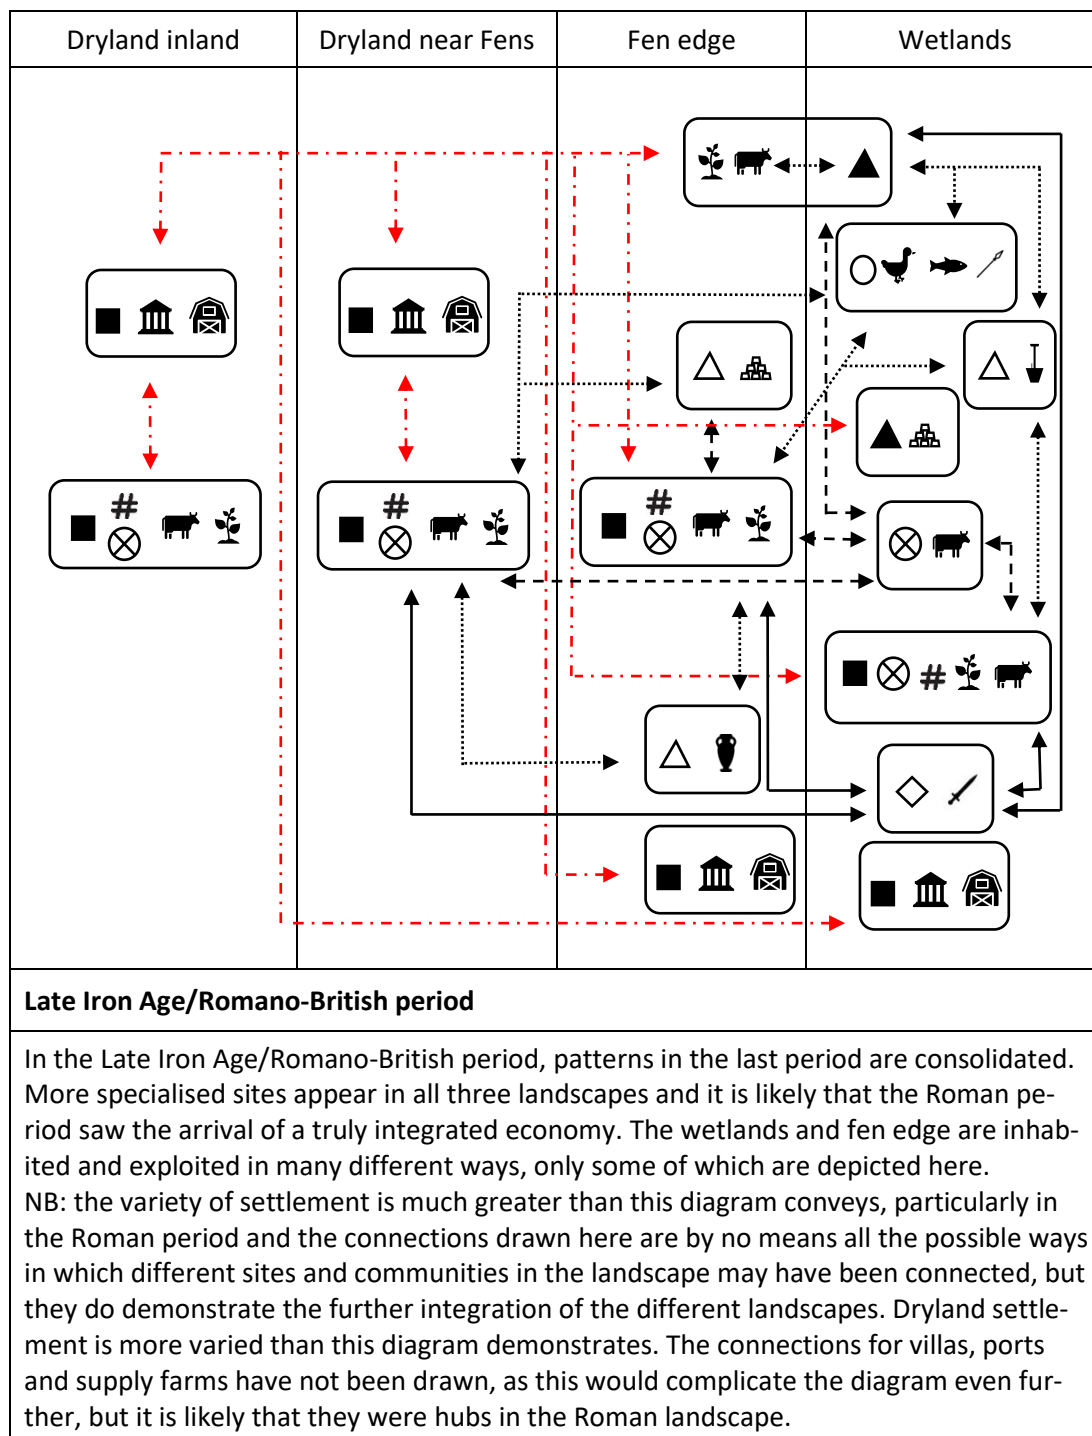 Dryland inland
Dryland near Fens
Fen edge
Wetlands
Late Iron Age/Romano-British period
In the Late Iron Age/Romano-British period, patterns in the last period are consolidated.
More specialised sites appear in all three landscapes and it is likely that the Roman pe-
riod saw the arrival of a truly integrated economy. The wetlands and fen edge are inhab-
ited and exploited in many different ways, only some of which are depicted here.
NB: the variety of settlement is much greater than this diagram conveys, particularly in
the Roman period and the connections drawn here are by no means all the possible ways
in which different sites and communities in the landscape may have been connected, but
they do demonstrate the further integration of the different landscapes. Dryland settle-
ment is more varied than this diagram demonstrates. The connections for villas, ports
and supply farms have not been drawn, as this would complicate the diagram even fur-
ther, but it is likely that they were hubs in the Roman landscape.